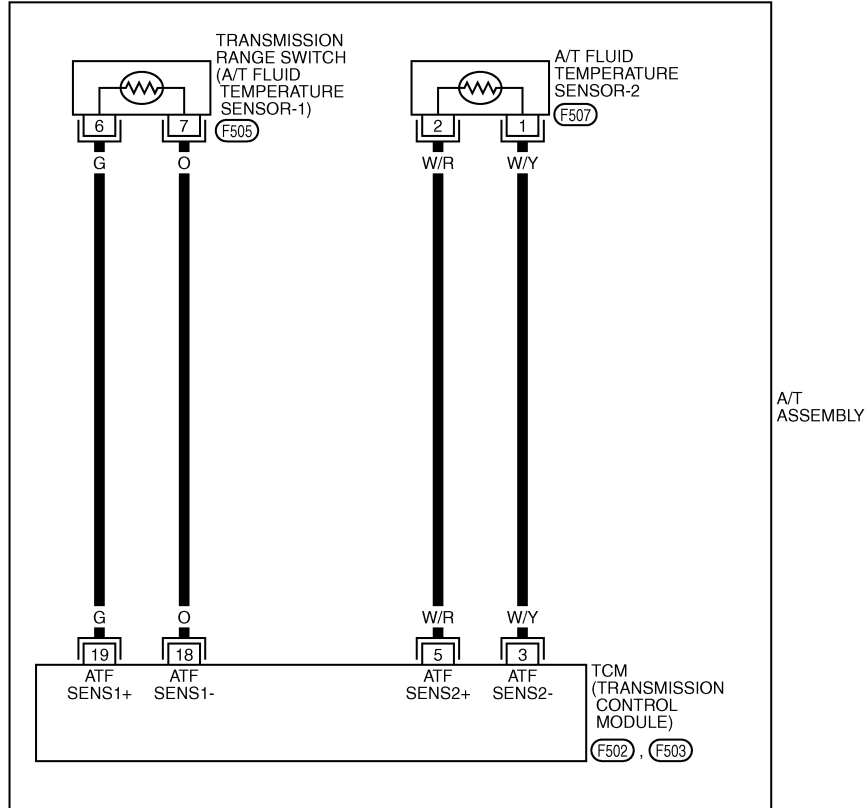 TRANSMISSION
RANGE SWITCH
(A/T FLUID
TEMPERATURE
SENSOR-1)
F505
A/T FLUID
TEMPERATURE
SENSOR-2
F507
6 7 2 1
G O W/R W/Y
A/T
ASSEMBLY
G O W/R W/Y
19 18 5 3
ATF ATF ATF ATF
SENS1+ SENS1- SENS2+ SENS2-
TCM
(TRANSMISSION
CONTROL
MODULE)
F502 , F503